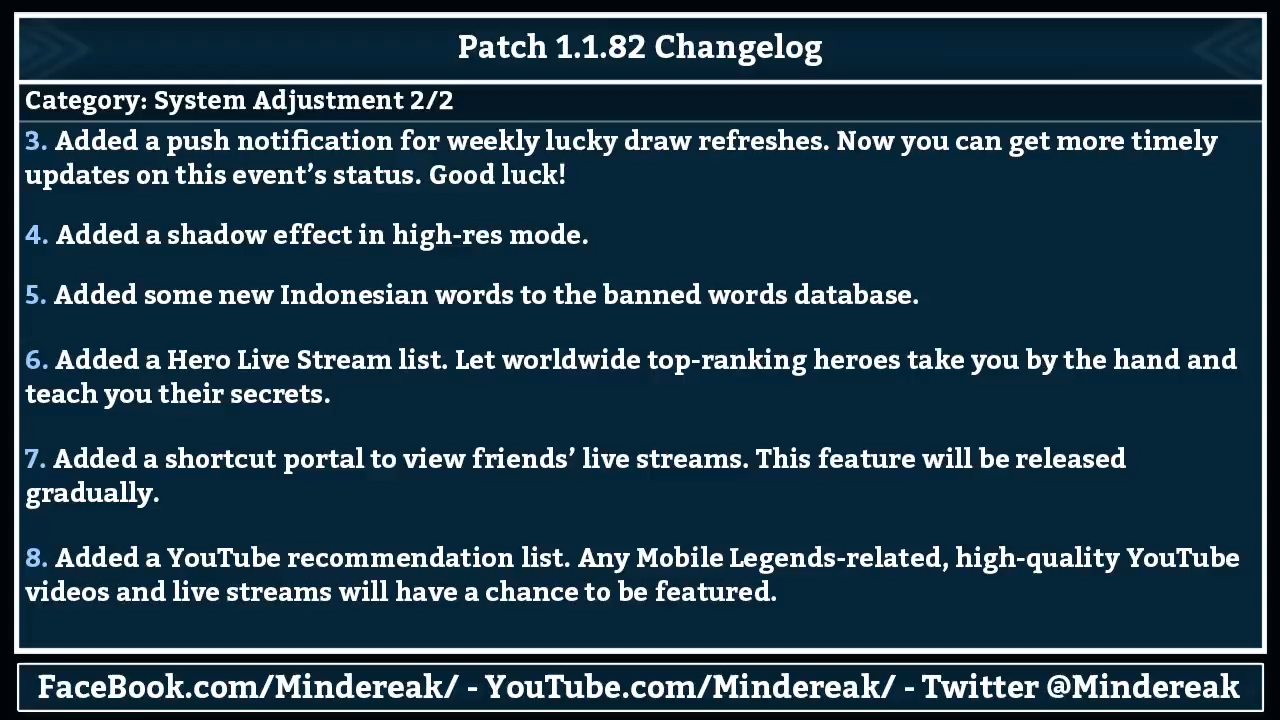 Patch 1.1.82 Changelog
Category: System Adjustment 2/2
3. Added a push notification for weekly lucky draw refreshes. Now you can get more timely
updates on this event’s status. Good luck!
4. Added a shadow effect in high-res mode.
5. Added some new Indonesian words to the banned words database.
6. Added a Hero Live Stream list. Let worldwide top-ranking heroes take you by the hand and
teach you their secrets.
7. Added a shortcut portal to view friends’ live streams. This feature will be released
gradually.
8. Added a YouTube recommendation list. Any Mobile Legends-related, high-quality YouTube
videos and live streams will have a chance to be featured.
FaceBook.com/Mindereak/ - YouTube.com/Mindereak/ - Twitter @Mindereak